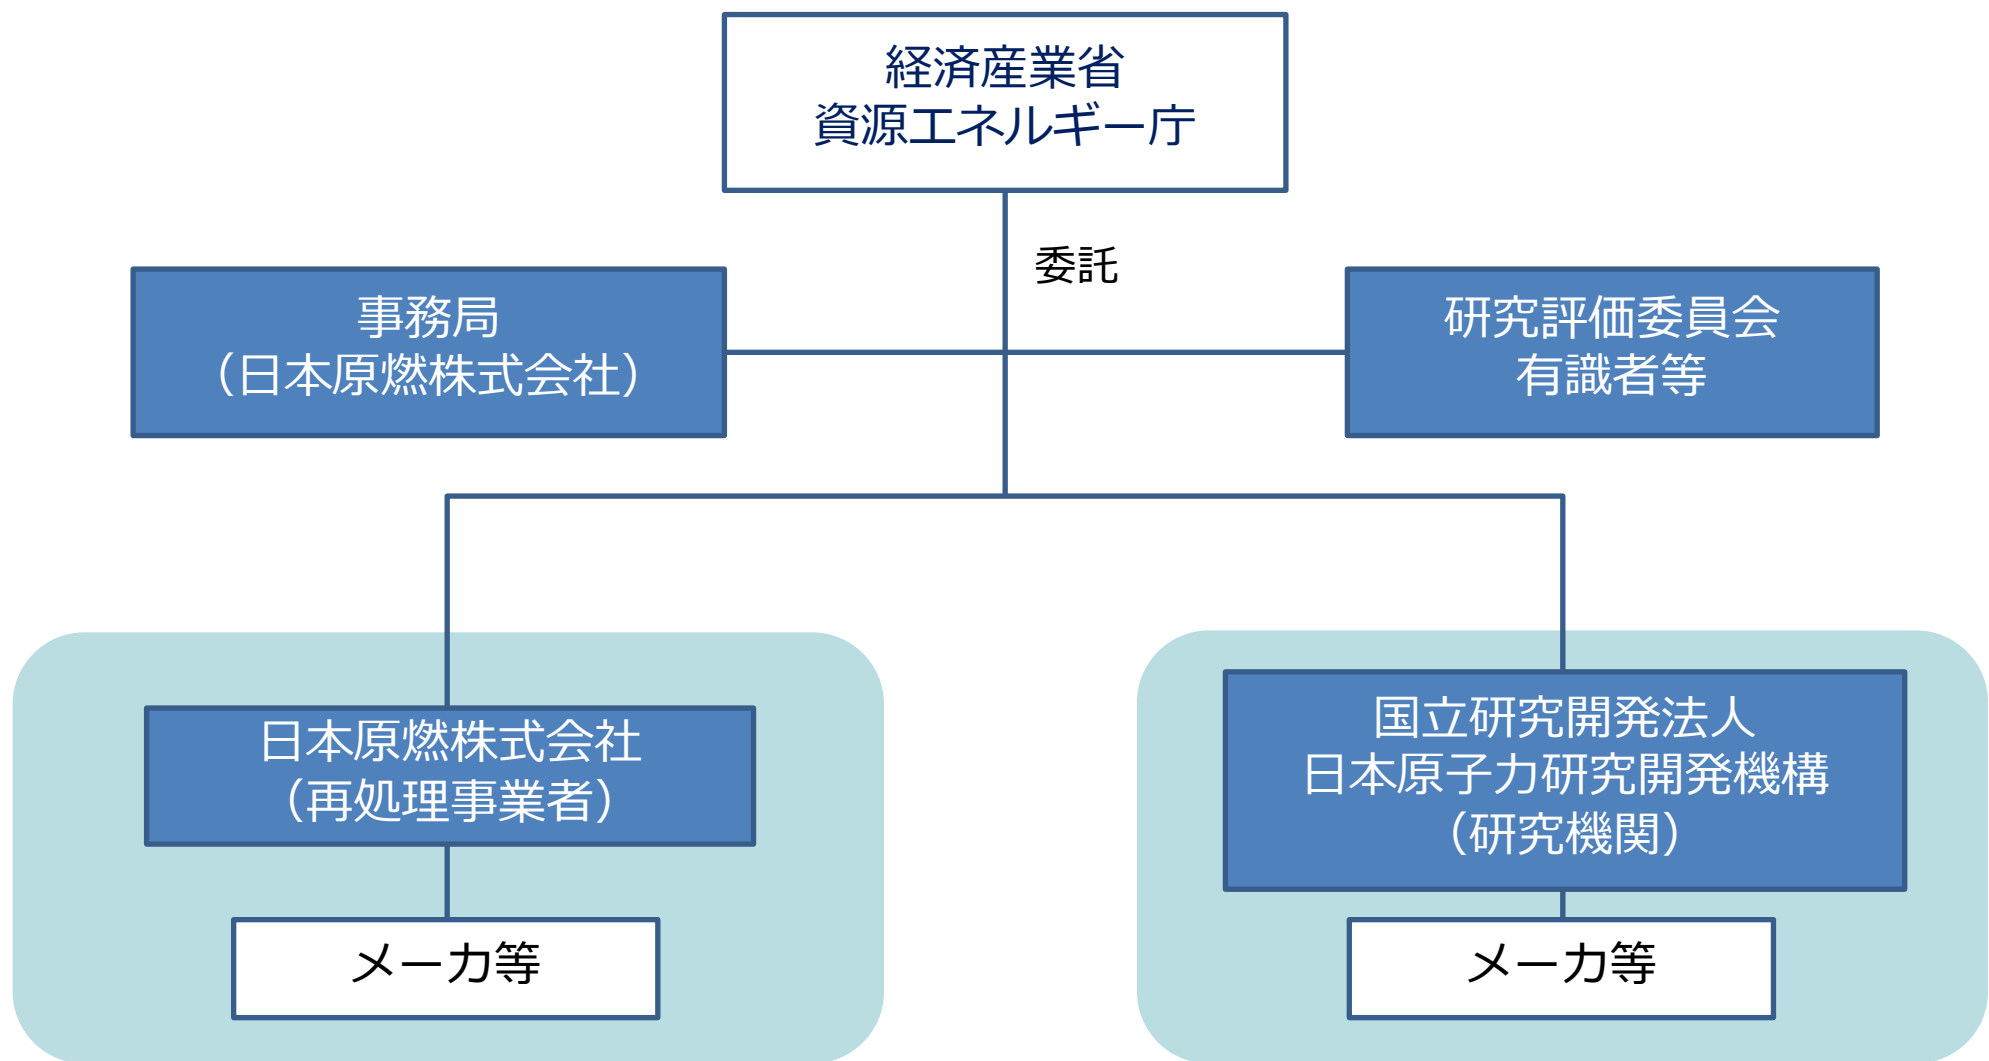 経済産業省
資源エネルギー庁
委託
事務局
（日本原燃株式会社）
研究評価委員会
有識者等
日本原燃株式会社
（再処理事業者）
メーカ等
国立研究開発法人
日本原子力研究開発機構
（研究機関）
メーカ等